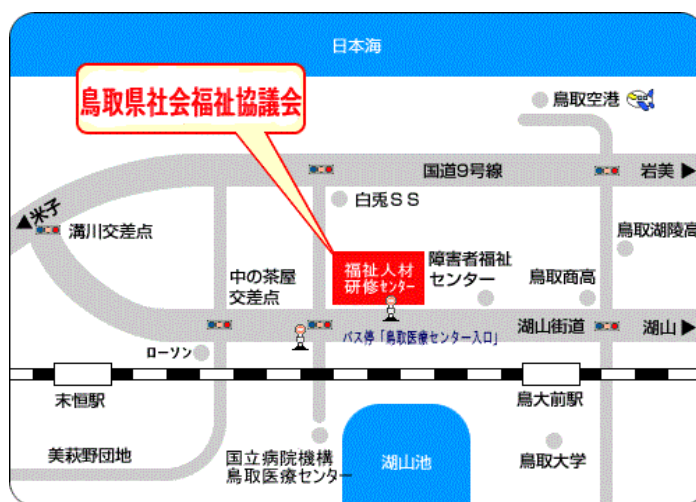 日本海
鳥取県社会福祉協議会
鳥取空港
国道9号線
岩美▶
▲米子
白兎SS
溝川交差点
鳥取湖陵高
福祉人材
研修センター
障害者福祉
センター
中の茶屋
交差点
鳥取商高
バス停「鳥取医療センター入口」
湖山街道
湖山▶
ローソン
末恒駅
鳥大前駅
美萩野団地
国立病院機構
鳥取医療センター
湖山池
鳥取大学